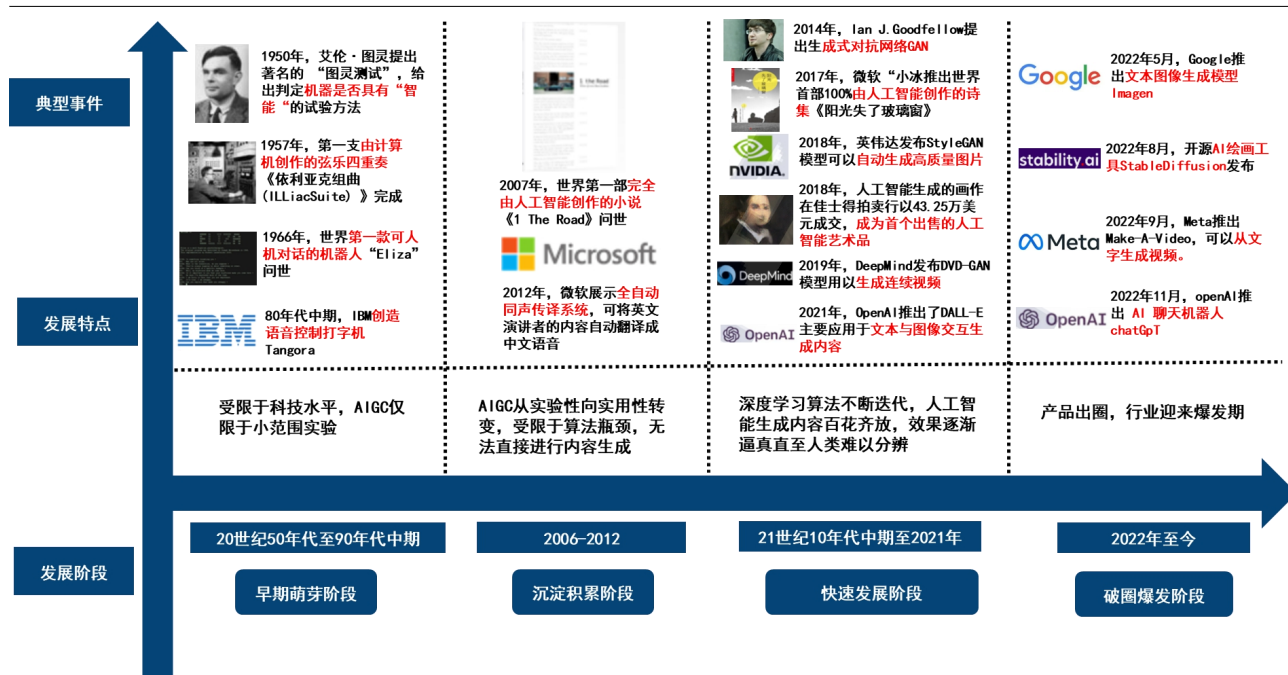 典型事件
1950年，艾伦·图灵提出
著名的 “图灵测试”，给
出判定机器是否具有“智
能“的试验方法
1957年，第一支由计算
机创作的弦乐四重奏
《依利亚克组曲
(ILLiacSuite) 》完成
ELIZA
1966年，世界第一款可人
机对话的机器人 “Eliza”
问世
IBM
80年代中期，IBM创造
语音控制打字机
Tangora
1 the Road
2007年，世界第一部完全
由人工智能创作的小说
《1 The Road》问世
Microsoft
2012年，微软展示全自动
同声传译系统，可将英文
演讲者的内容自动翻译成
中文语音
2014年，Ian J.Goodfellow提
出生成式对抗网络GAN
2017年，微软 “小冰推出世界
首部100%由人工智能创作的诗
集《阳光失了玻璃窗》
nVIDIA.
2018年，英伟达发布StyleGAN
模型可以自动生成高质量图片
2018年，人工智能生成的画作
在佳士得拍卖行以43.25万美
元成交，成为首个出售的人工
智能艺术品
DeepMind
2019年，DeepMind发布DVD-GAN
模型用以生成连续视频
OpenAI
2021年，OpenAI推出了DALL-E
主要应用于文本与图像交互生
成内容
Google
2022年5月，Google推
出文本图像生成模型
Imagen
stability ai
2022年8月，开源AI绘画工
具StableDiffusion发布
Meta
2022年9月，Meta推出
Make-A-Video，可以从文
字生成视频。
OpenAI
2022年11月，openAI推
出 AI 聊天机器人
chatGpT
发展特点
受限于科技水平，AIGC仅
限于小范围实验
AIGC从实验性向实用性转
变，受限于算法瓶颈，无
法直接进行内容生成
深度学习算法不断迭代，人工智
能生成内容百花齐放，效果逐渐
逼真直至人类难以分辨
产品出圈，行业迎来爆发期
发展阶段
20世纪50年代至90年代中期
2006-2012
21世纪10年代中期至2021年
2022年至今
早期萌芽阶段
沉淀积累阶段
快速发展阶段
破圈爆发阶段